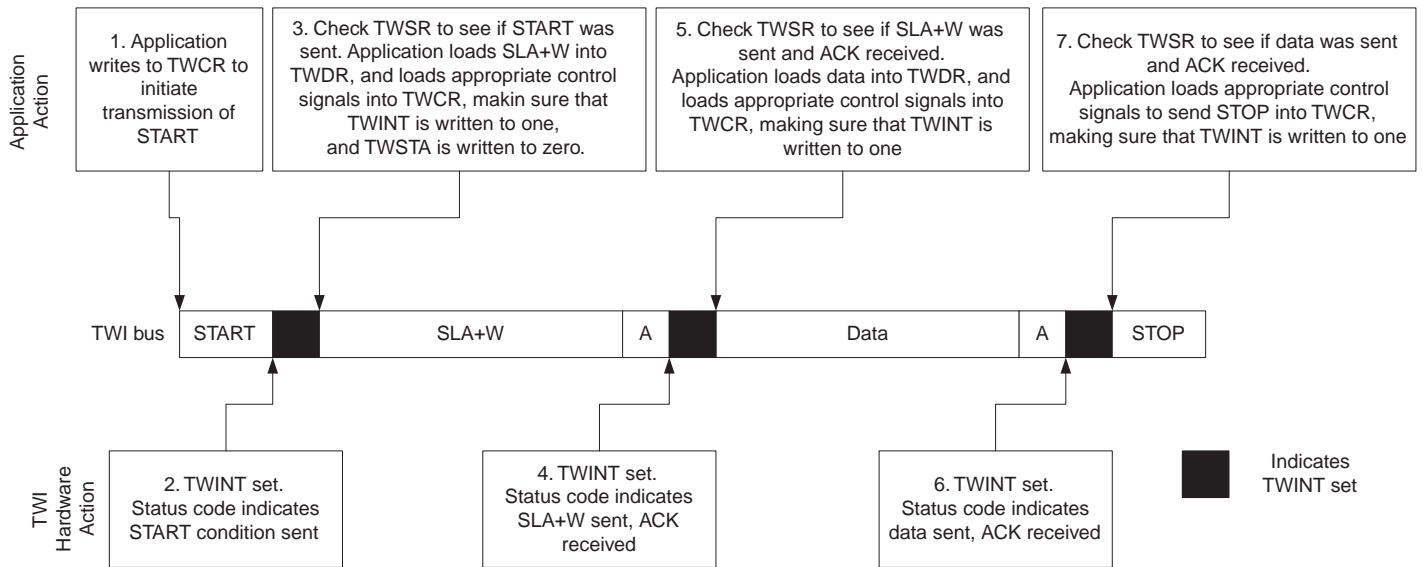 Application
Action
1. Application
writes to TWCR to
initiate
transmission of
START
3. Check TWSR to see if START was
sent. Application loads SLA+W into
TWDR, and loads appropriate control
signals into TWCR, makin sure that
TWINT is written to one,
and TWSTA is written to zero.
5. Check TWSR to see if SLA+W was
sent and ACK received.
Application loads data into TWDR, and
loads appropriate control signals into
TWCR, making sure that TWINT is
written to one
7. Check TWSR to see if data was sent
and ACK received.
Application loads appropriate control
signals to send STOP into TWCR,
making sure that TWINT is written to one
TWI bus
START
SLA+W
A
Data
A
STOP
TWI
Hardware
Action
2. TWINT set.
Status code indicates
START condition sent
4. TWINT set.
Status code indicates
SLA+W sent, ACK
received
6. TWINT set.
Status code indicates
data sent, ACK received
Indicates
TWINT set